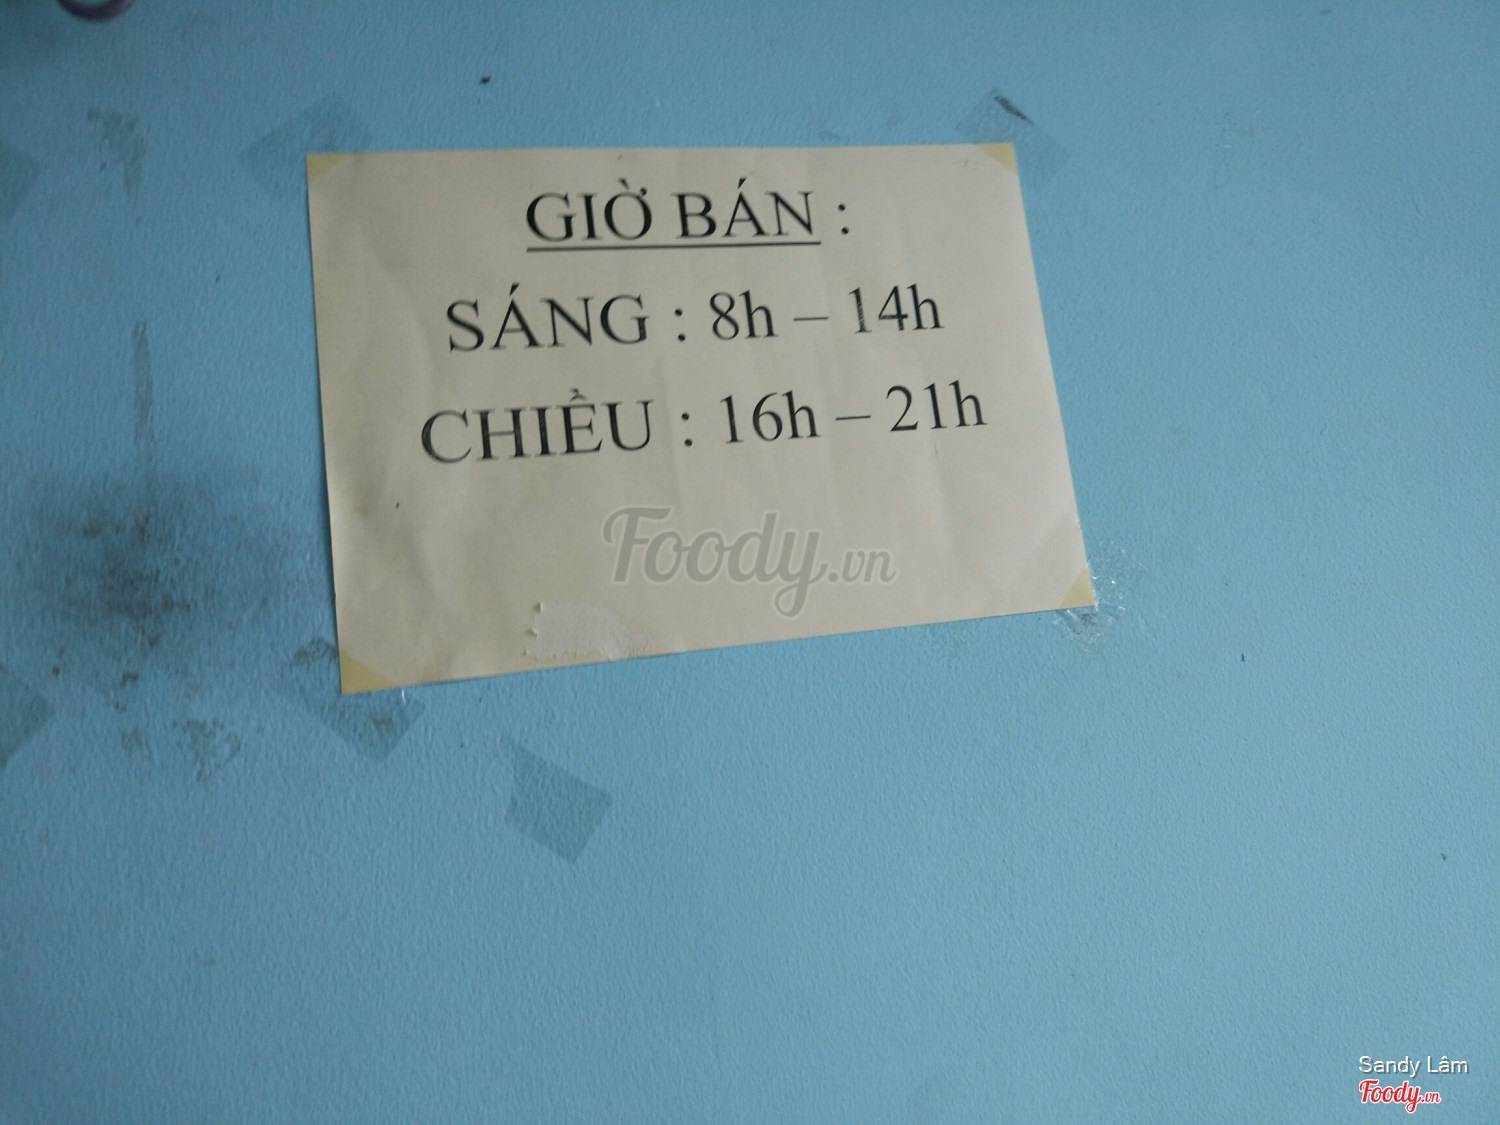 GIỜ BÁN :
SÁNG : 8h – 14h
CHIỀU : 16h – 21h
Foody.vn
Sandy Lâm
Foody.vn